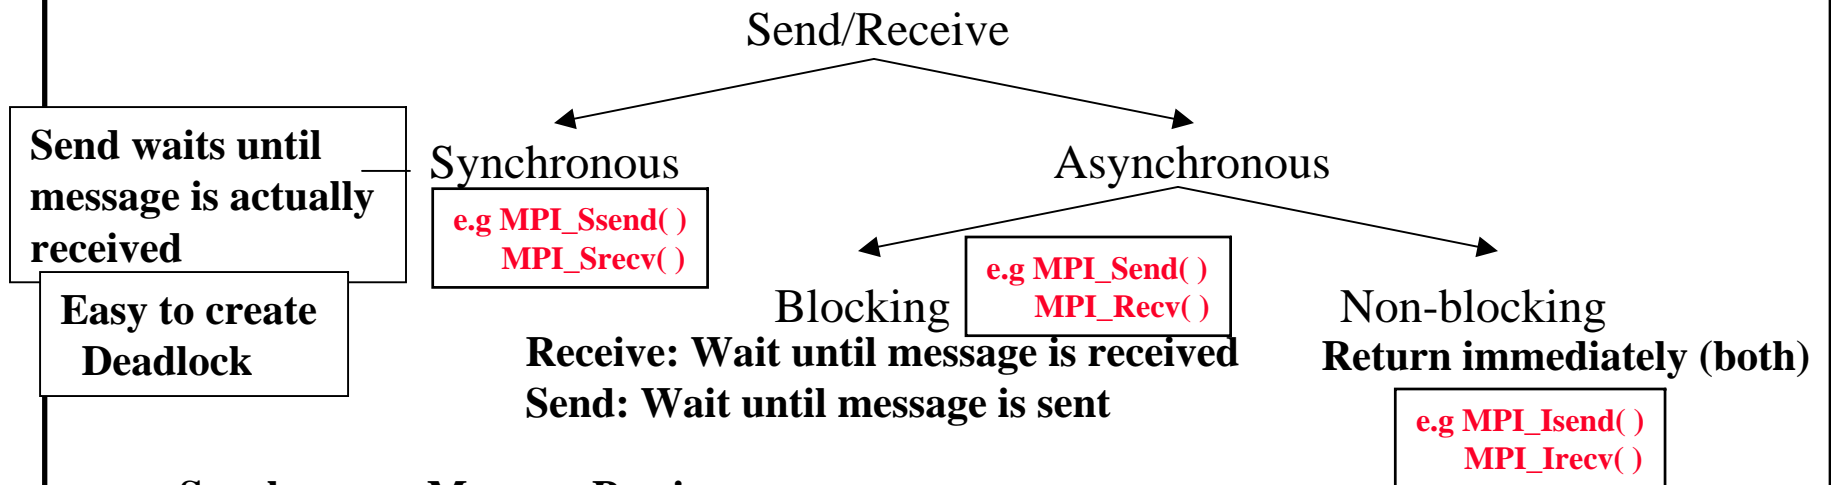 Send/Receive
Send waits until
message is actually
received
Synchronous
Asynchronous
e.g MPI_Ssend( )
MPI_Srecv( )
Easy to create
Deadlock
Blocking
e.g MPI_Send( )
MPI_Recv( )
Non-blocking
Receive: Wait until message is received
Send: Wait until message is sent
Return immediately (both)
e.g MPI_Isend( )
MPI_Irecv( )